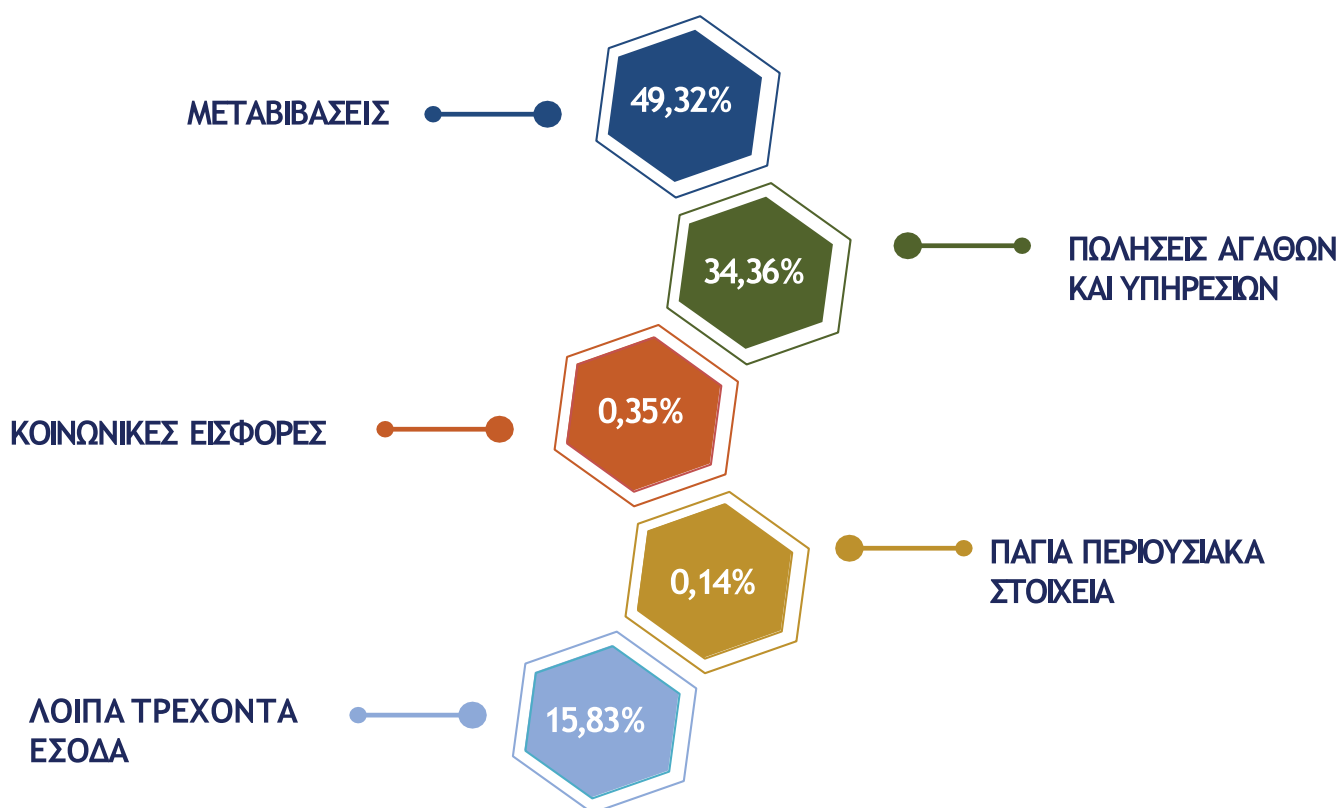 49,32%
ΜΕΤΑΒΙΒΑΣΕΙΣ
34,36%
ΠΩΛΗΣΕΙΣ ΑΓΑΘΩΝ
ΚΑΙ ΥΠΗΡΕΣΙΩΝ
0,35%
ΚΟΙΝΩΝΙΚΕΣ ΕΙΣΦΟΡΕΣ
0,14%
ΠΑΓΙΑ ΠΕΡΙΟΥΣΙΑΚΑ
ΣΤΟΙΧΕΙΑ
15,83%
ΛΟΙΠΑ ΤΡΕΧΟΝΤΑ
ΕΣΟΔΑ